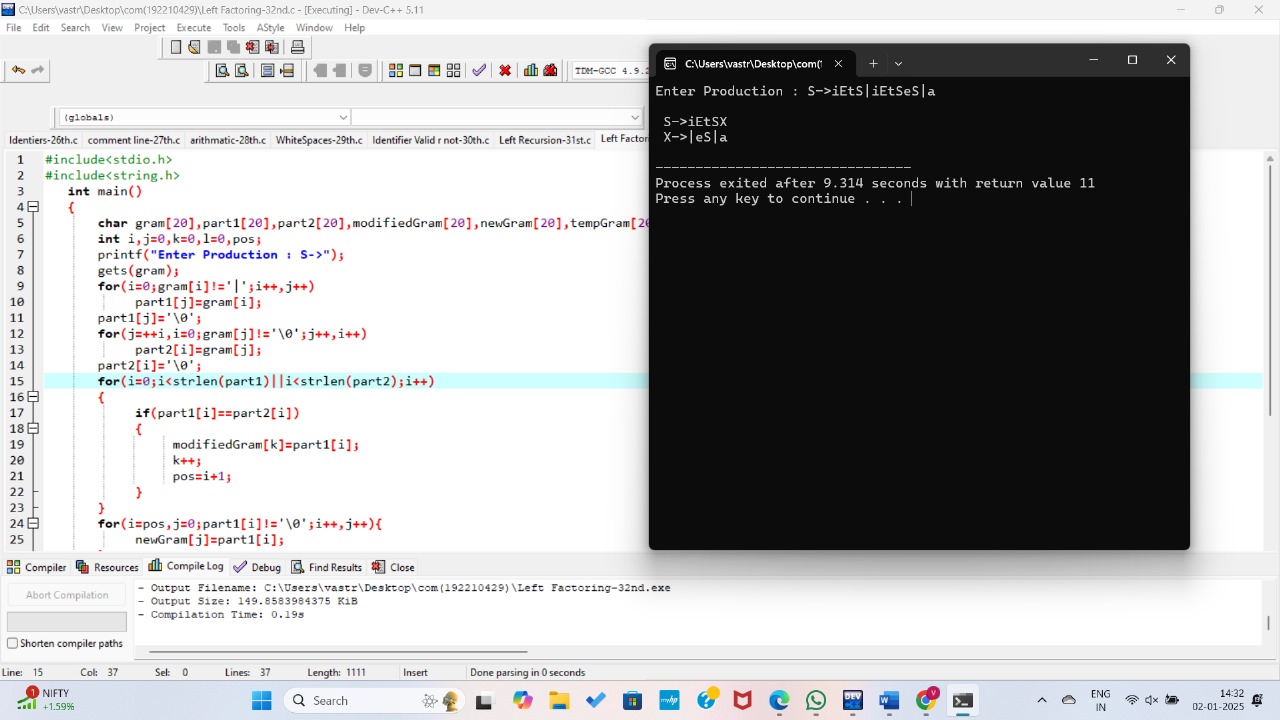 C:\Users\vastr\Desktop\com(192210429)\Left Factoring-32nd.c - [Executing] - Dev-C++ 5.11
File Edit Search View Project Execute Tools AStyle Window Help
TDM-GCC 4.9.2
(globals)
Identiers-26th.c comment line-27th.c arithmatic-28th.c WhiteSpaces-29th.c Identifier Valid r not-30th.c Left Recursion-31st.c Left Factor
1 #include<stdio.h>
2 #include<string.h>
3 int main()
4 {
5 char gram[20],part1[20],part2[20],modifiedGram[20],newGram[20],tempGram[20
6 int i,j=0,k=0,l=0,pos;
7 printf("Enter Production : S->");
8 gets(gram);
9 for(i=0;gram[i]!='|';i++,j++)
10 part1[j]=gram[i];
11 part1[j]='\0';
12 for(j=++i,i=0;gram[j]!='\0';j++,i++)
13 part2[i]=gram[j];
14 part2[i]='\0';
15 for(i=0;i<strlen(part1)||i<strlen(part2);i++)
16 {
17 if(part1[i]==part2[i])
18 {
19 modifiedGram[k]=part1[i];
20 k++;
21 pos=i+1;
22 }
23 }
24 for(i=pos,j=0;part1[i]!='\0';i++,j++){
25 newGram[j]=part1[i];
C:\Users\vastr\Desktop\com(1
Enter Production : S->iEtS|iEtSeS|a
S->iEtSX
X->|eS|a
--------------------------------
Process exited after 9.314 seconds with return value 11
Press any key to continue . . .
Compiler Resources Compile Log Debug Find Results Close
Abort Compilation
Shorten compiler paths
- Output Filename: C:\Users\vastr\Desktop\com(192210429)\Left Factoring-32nd.exe
- Output Size: 149.8583984375 KiB
- Compilation Time: 0.19s
Line: 15 Col: 37 Sel: 0 Lines: 37 Length: 1111 Insert Done parsing in 0 seconds
1
NIFTY
+1.59%
Search
ENG
IN
14:32
02-01-2025